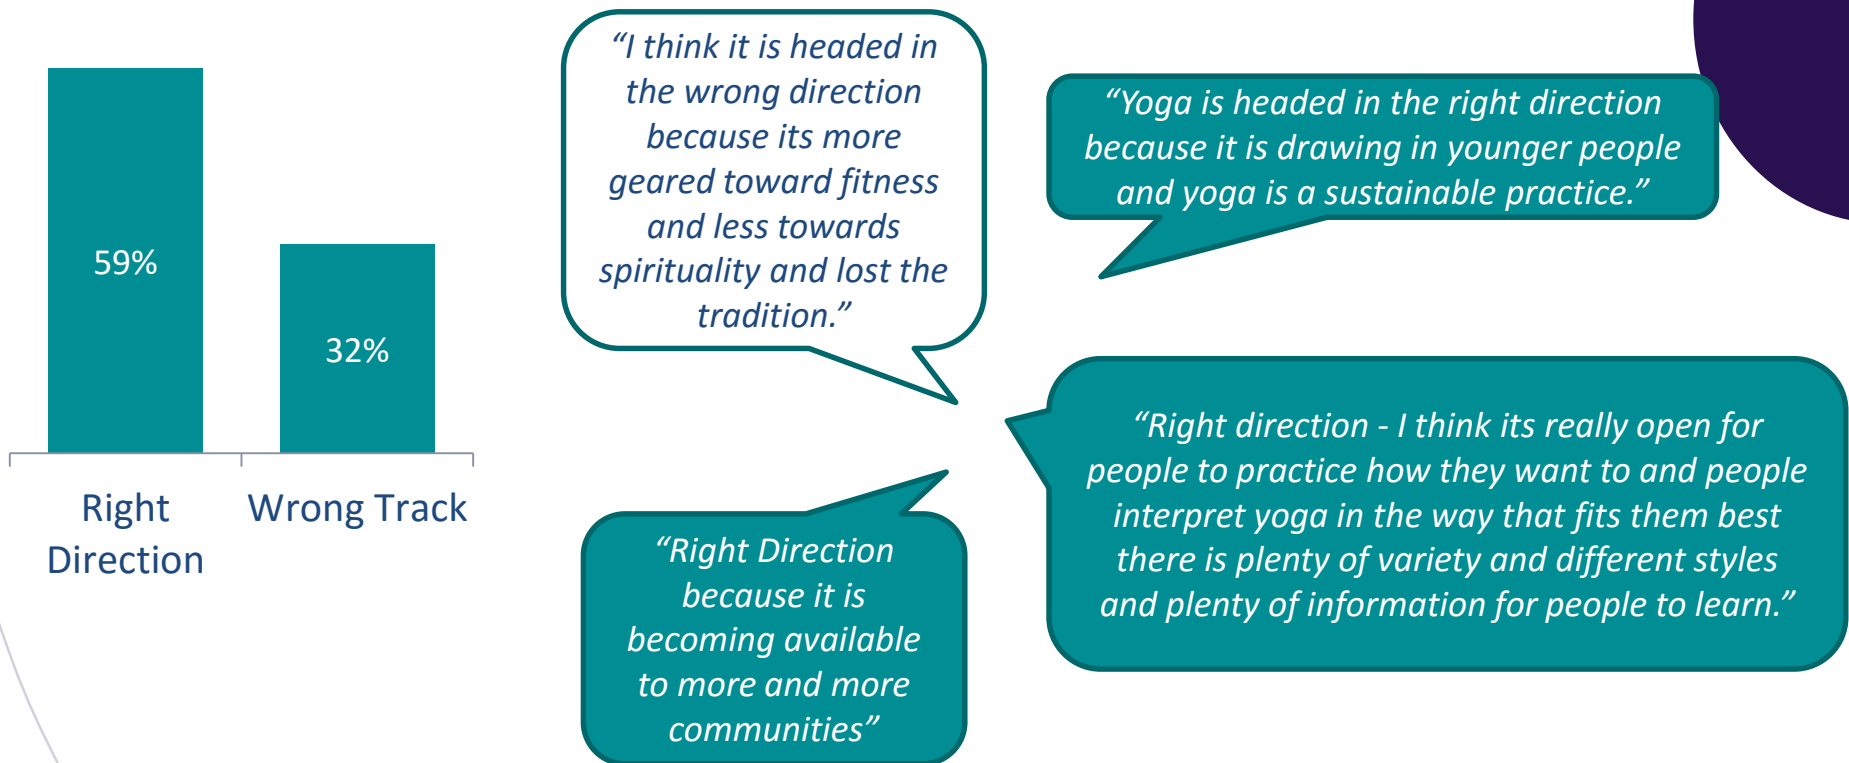 59%
32%
Right
Direction
Wrong Track
“I think it is headed in
the wrong direction
because its more
geared toward fitness
and less towards
spirituality and lost the
tradition.”
“Yoga is headed in the right direction
because it is drawing in younger people
and yoga is a sustainable practice.”
“Right direction - I think its really open for
people to practice how they want to and people
interpret yoga in the way that fits them best
there is plenty of variety and different styles
and plenty of information for people to learn.”
“Right Direction
because it is
becoming available
to more and more
communities”